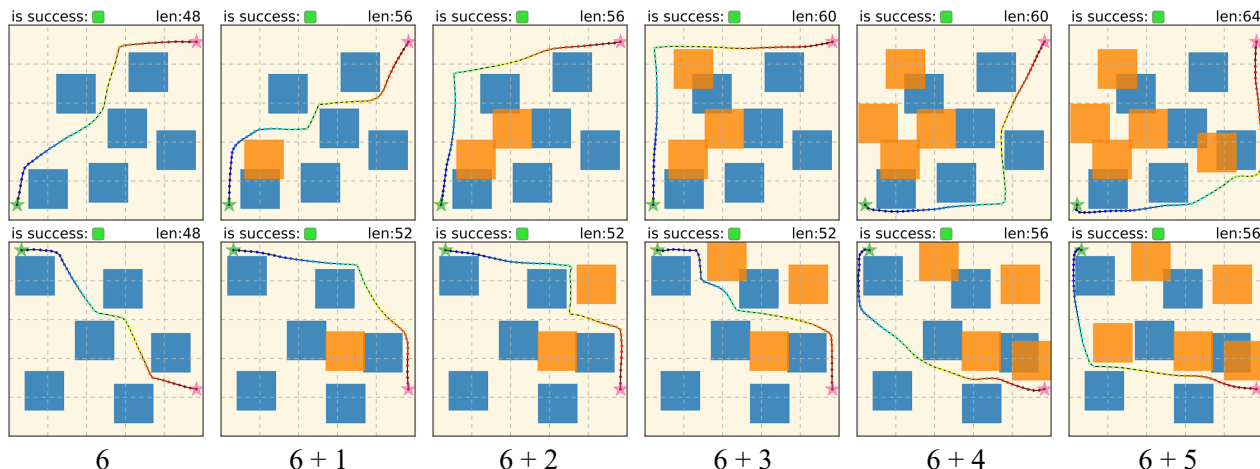 is success: len:48 is success: len:56 is success: len:56 is success: len:60 is success: len:60 is success: len:64
is success: len:48 is success: len:52 is success: len:52 is success: len:52 is success: len:56 is success: len:56
6 6 + 1 6 + 2 6 + 3 6 + 4 6 + 5